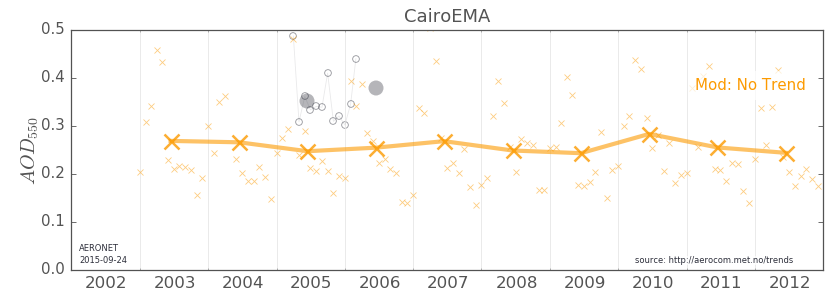 CairoEMA
0.5
0.4
0.3
0.2
0.1
0.0
AOD550
Mod: No Trend
AERONET
2015-09-24
source: http://aerocom.met.no/trends
2002 2003 2004 2005 2006 2007 2008 2009 2010 2011 2012